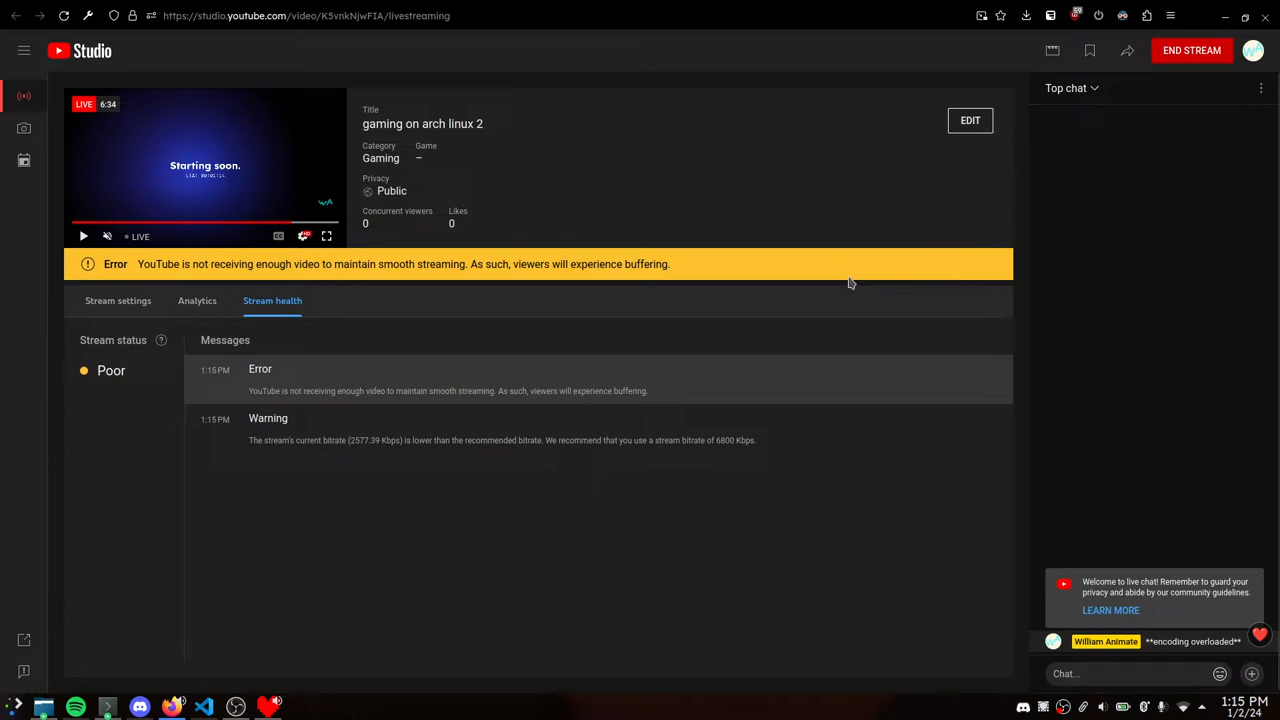 https://studio.youtube.com/video/K5vnkNjwFIA/livestreaming
Studio
END STREAM
LIVE 6:34
Starting soon.
WA
LIVE
Title
gaming on arch linux 2
EDIT
Category Game
Gaming –
Privacy
Public
Concurrent viewers Likes
0 0
Error YouTube is not receiving enough video to maintain smooth streaming. As such, viewers will experience buffering.
Stream settings Analytics Stream health
Stream status
Poor
Messages
1:15 PM Error
YouTube is not receiving enough video to maintain smooth streaming. As such, viewers will experience buffering.
1:15 PM Warning
The stream's current bitrate (2577.39 Kbps) is lower than the recommended bitrate. We recommend that you use a stream bitrate of 6800 Kbps.
Top chat
Welcome to live chat! Remember to guard your
privacy and abide by our community guidelines.
LEARN MORE
William Animate **encoding overloaded**
Chat...
1:15 PM
1/2/24